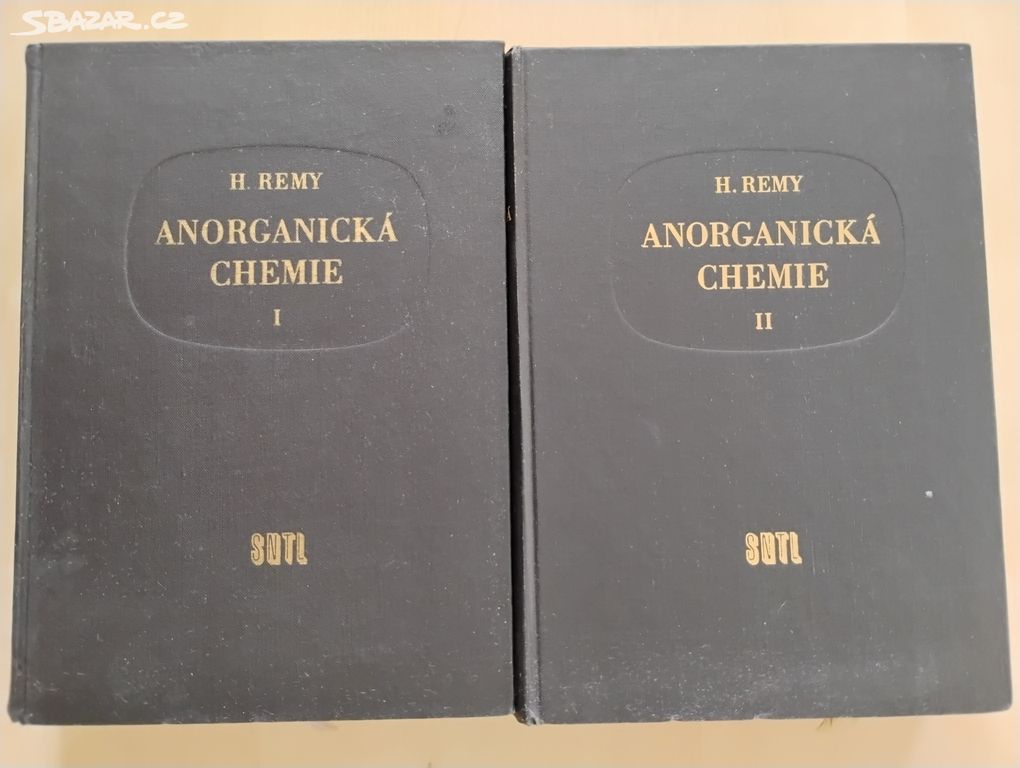 SBAZAR.CZ
H. REMY
ANORGANICKÁ
CHEMIE
I
SNTL
H. REMY
ANORGANICKÁ
CHEMIE
II
SNTL